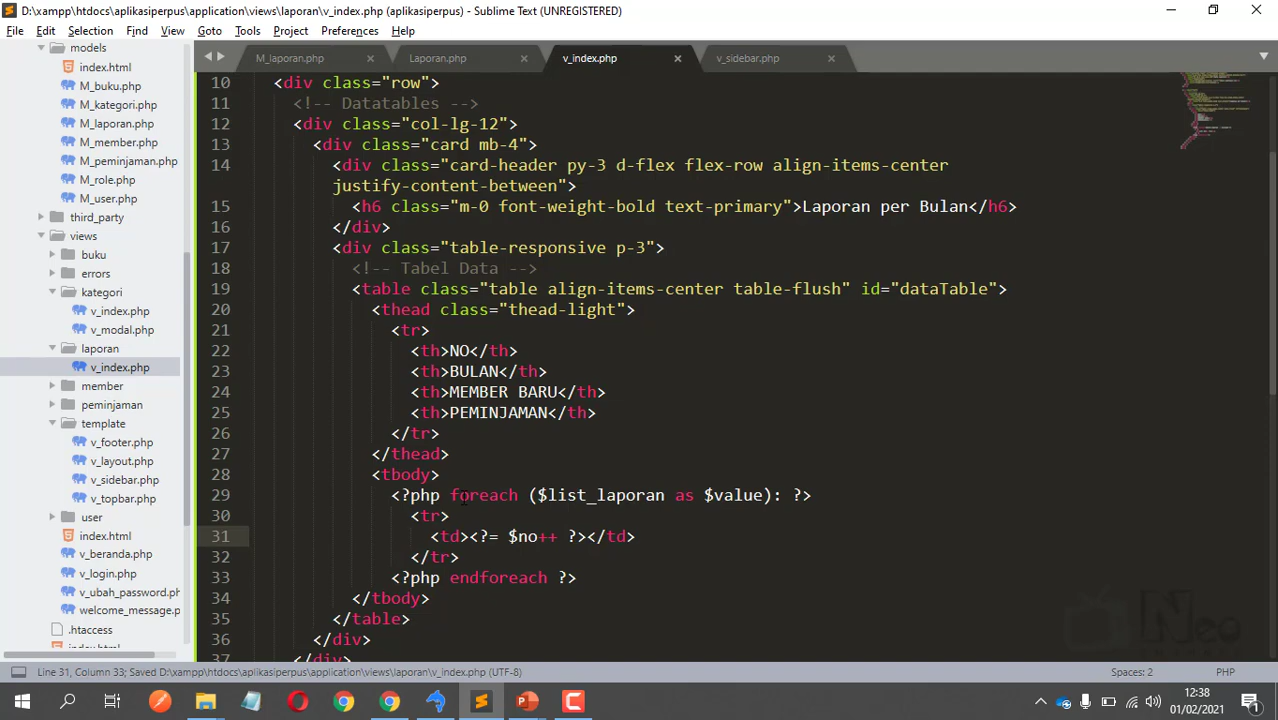 D:\xampp\htdocs\aplikasiperpus\application\views\laporan\v_index.php (aplikasiperpus) - Sublime Text (UNREGISTERED)
File Edit Selection Find View Goto Tools Project Preferences Help
models
index.html
M_buku.php
M_kategori.php
M_laporan.php
M_member.php
M_peminjaman.php
M_role.php
M_user.php
third_party
views
buku
errors
kategori
v_index.php
v_modal.php
laporan
v_index.php
member
peminjaman
template
v_footer.php
v_layout.php
v_sidebar.php
v_topbar.php
user
index.html
v_beranda.php
v_login.php
v_ubah_password.php
welcome_message.p
.htaccess
index.html
M_laporan.php Laporan.php v_index.php v_sidebar.php
10 <div class="row">
11 <!-- Datatables -->
12 <div class="col-lg-12">
13 <div class="card mb-4">
14 <div class="card-header py-3 d-flex flex-row align-items-center
justify-content-between">
15 <h6 class="m-0 font-weight-bold text-primary">Laporan per Bulan</h6>
16 </div>
17 <div class="table-responsive p-3">
18 <!-- Tabel Data -->
19 <table class="table align-items-center table-flush" id="dataTable">
20 <thead class="thead-light">
21 <tr>
22 <th>NO</th>
23 <th>BULAN</th>
24 <th>MEMBER BARU</th>
25 <th>PEMINJAMAN</th>
26 </tr>
27 </thead>
28 <tbody>
29 <?php foreach ($list_laporan as $value): ?>
30 <tr>
31 <td><?= $no++ ?></td>
32 </tr>
33 <?php endforeach ?>
34 </tbody>
35 </table>
36 </div>
37 </div>
Line 31, Column 33; Saved D:\xampp\htdocs\aplikasiperpus\application\views\laporan\v_index.php (UTF-8) Spaces: 2 PHP
12:38
01/02/2021